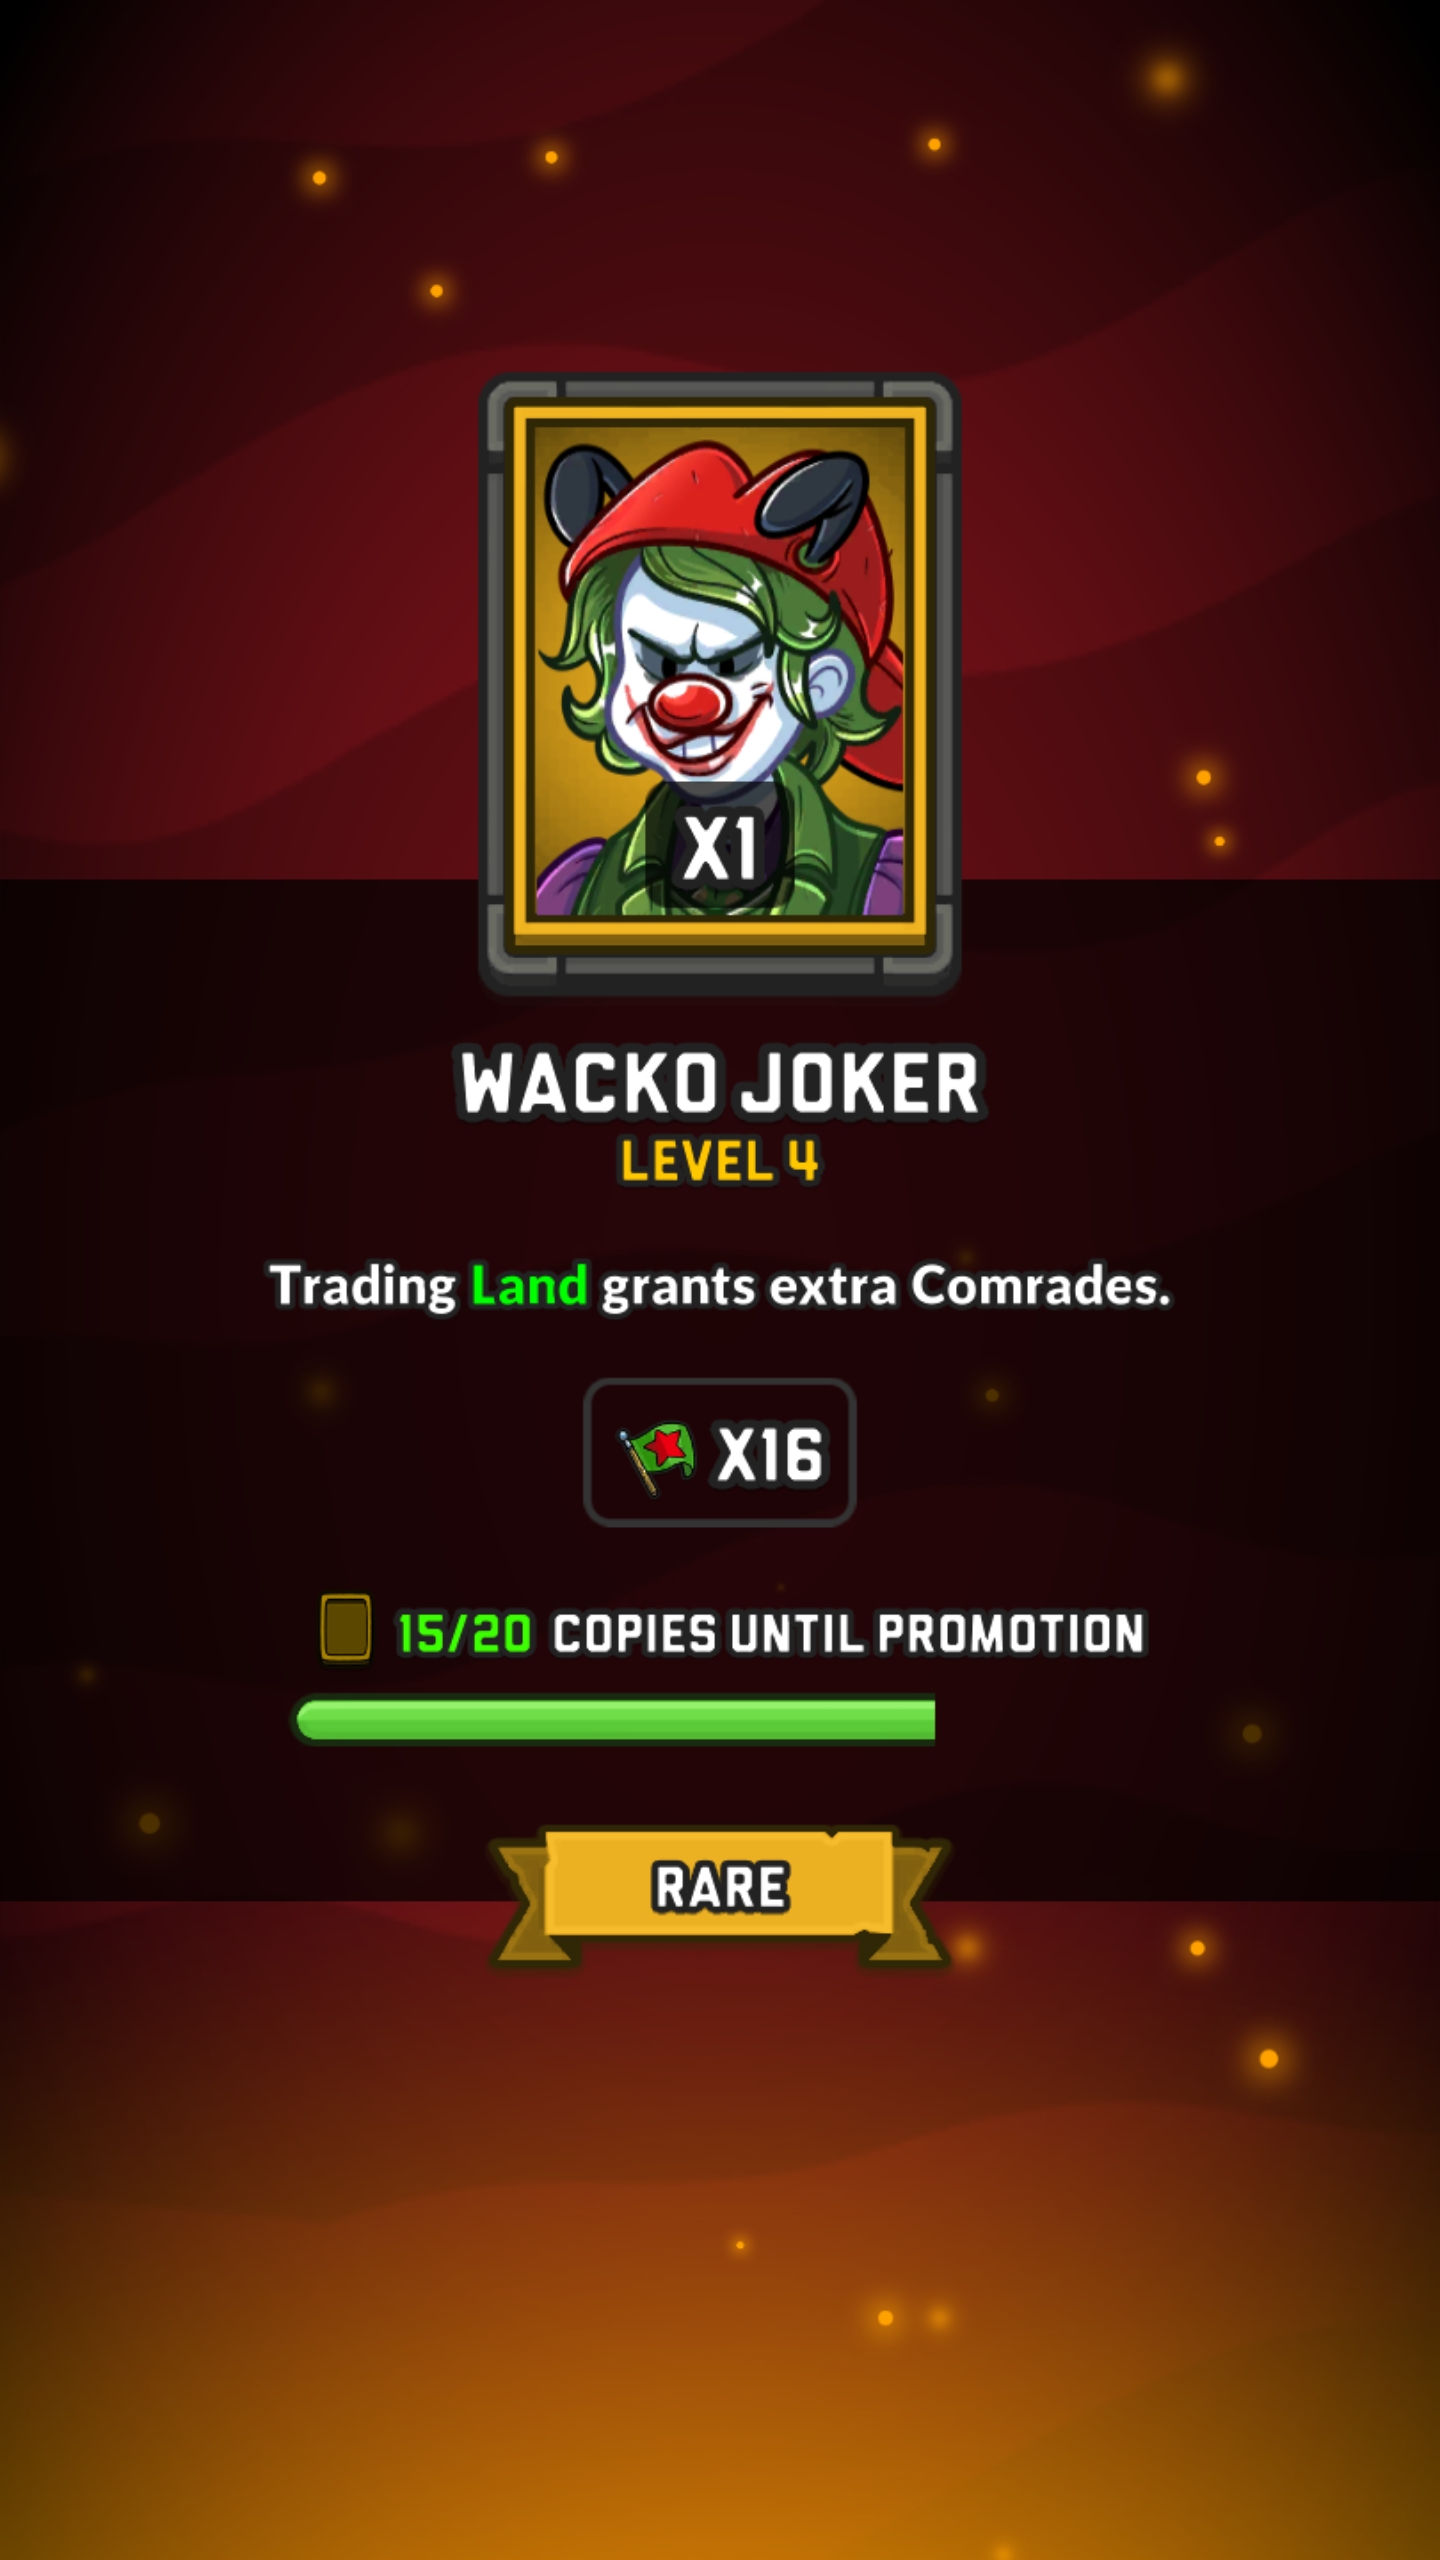 X1
WACKO JOKER
LEVEL 4
Trading Land grants extra Comrades.
X16
15/20 COPIES UNTIL PROMOTION
RARE